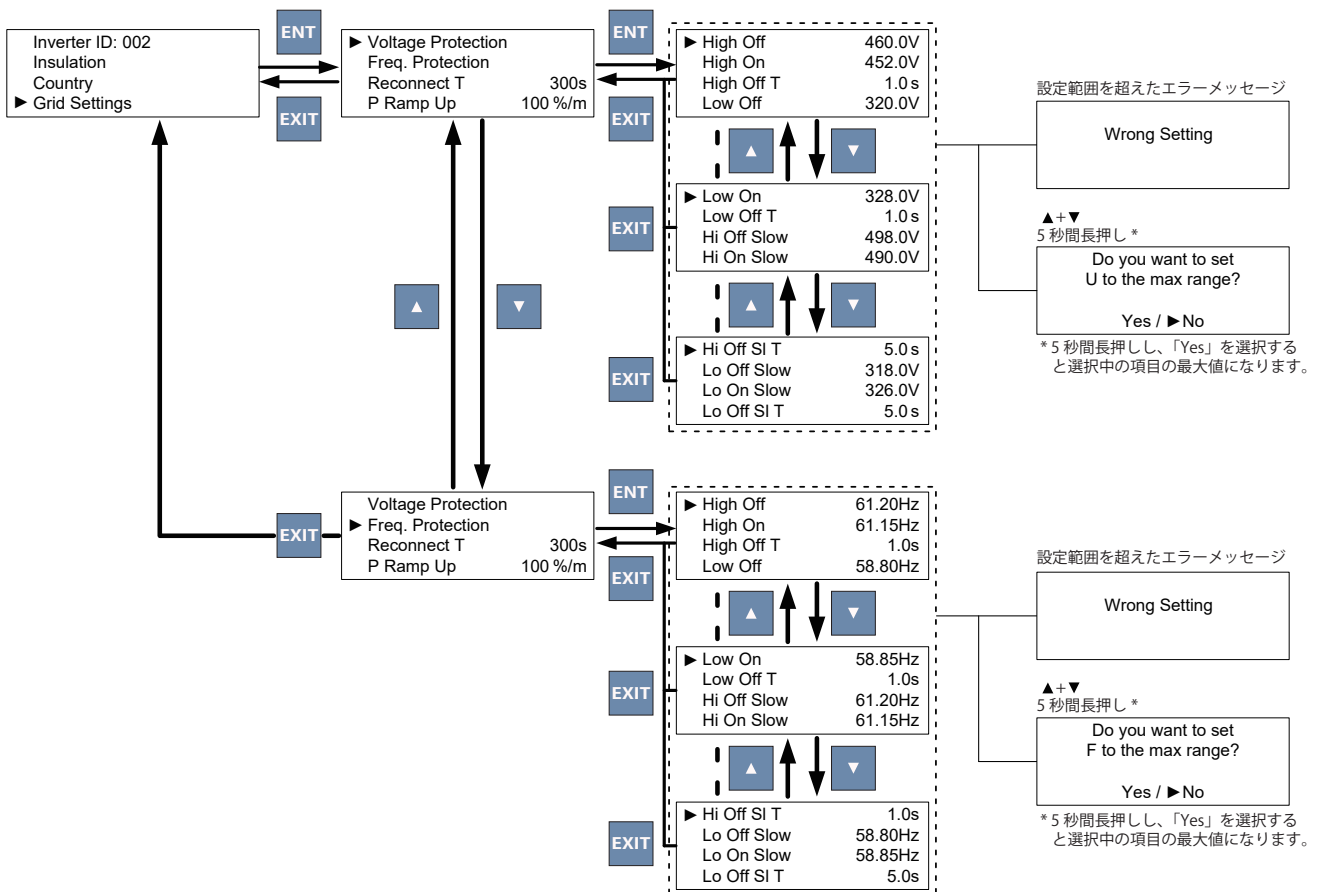 Inverter ID: 002
Insulation
Country
▶ Grid Settings
ENT
EXIT
▶ Voltage Protection
Freq. Protection
Reconnect T 300s
P Ramp Up 100 %/m
ENT
EXIT
▶ High Off 460.0V
High On 452.0V
High Off T 1.0 s
Low Off 320.0V
▲ ▼
EXIT
▶ Low On 328.0V
Low Off T 1.0 s
Hi Off Slow 498.0V
Hi On Slow 490.0V
▲ ▼
EXIT
▶ Hi Off Sl T 5.0 s
Lo Off Slow 318.0V
Lo On Slow 326.0V
Lo Off Sl T 5.0 s
設定範囲を超えたエラーメッセージ
Wrong Setting
▲+▼
5 秒間長押し *
Do you want to set
U to the max range?
Yes / ▶ No
* 5 秒間長押しし、「Yes」を選択する
と選択中の項目の最大値になります。
▲ ▼
EXIT
Voltage Protection
▶ Freq. Protection
Reconnect T 300s
P Ramp Up 100 %/m
ENT
EXIT
▶ High Off 61.20Hz
High On 61.15Hz
High Off T 1.0s
Low Off 58.80Hz
▲ ▼
EXIT
▶ Low On 58.85Hz
Low Off T 1.0s
Hi Off Slow 61.20Hz
Hi On Slow 61.15Hz
▲ ▼
EXIT
▶ Hi Off Sl T 1.0s
Lo Off Slow 58.80Hz
Lo On Slow 58.85Hz
Lo Off Sl T 5.0s
設定範囲を超えたエラーメッセージ
Wrong Setting
▲+▼
5 秒間長押し *
Do you want to set
F to the max range?
Yes / ▶ No
* 5 秒間長押しし、「Yes」を選択する
と選択中の項目の最大値になります。